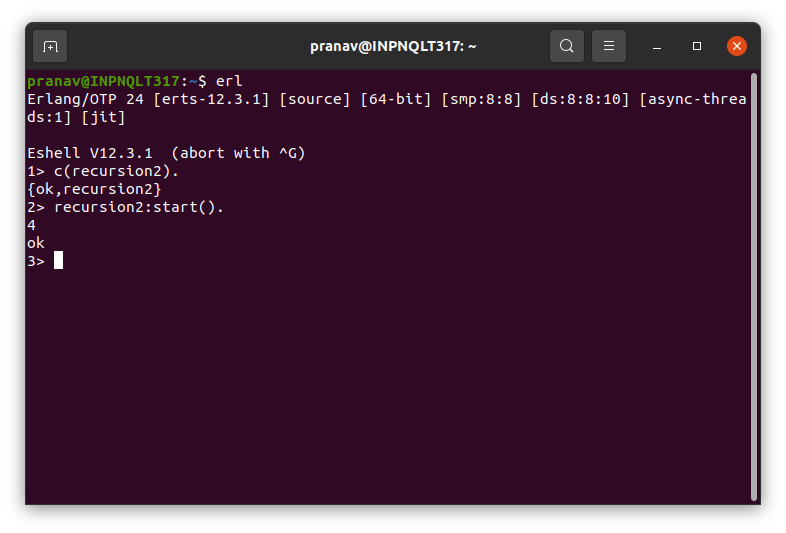 pranav@INPNQLT317: ~
pranav@INPNQLT317:~$ erl
Erlang/OTP 24 [erts-12.3.1] [source] [64-bit] [smp:8:8] [ds:8:8:10] [async-threa
ds:1] [jit]
Eshell V12.3.1  (abort with ^G)
1> c(recursion2).
{ok,recursion2}
2> recursion2:start().
4
ok
3>